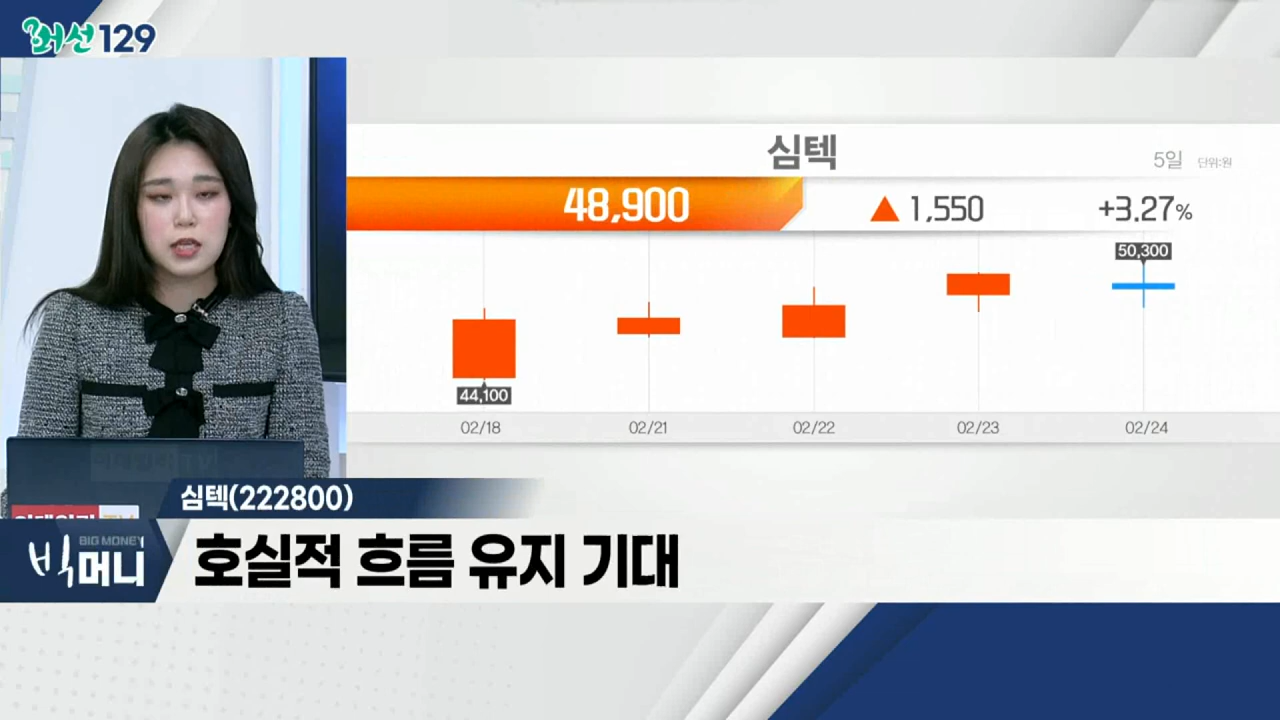 머선129
심텍
5일 단위:원
48,900 ▲1,550 +3.27%
50,300
44,100
02/18 02/21 02/22 02/23 02/24
심텍(222800)
BIG MONEY
빅머니
호실적 흐름 유지 기대